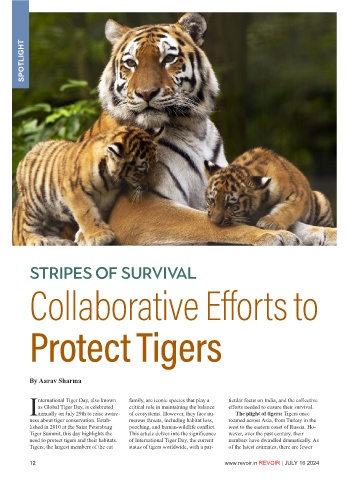 SPOTLIGHT
STRIPES OF SURVIVAL
Collaborative Efforts to
Protect Tigers
By Aarav Sharma
International Tiger Day, also known
as Global Tiger Day, is celebrated
annually on July 29th to raise aware-
ness about tiger conservation. Estab-
lished in 2010 at the Saint Petersburg
Tiger Summit, this day highlights the
need to protect tigers and their habitats.
Tigers, the largest members of the cat
family, are iconic species that play a
critical role in maintaining the balance
of ecosystems. However, they face nu-
merous threats, including habitat loss,
poaching, and human-wildlife conflict.
This article delves into the significance
of International Tiger Day, the current
status of tigers worldwide, with a par-
ticular focus on India, and the collective
efforts needed to ensure their survival.
The plight of tigers: Tigers once
roamed across Asia, from Turkey in the
west to the eastern coast of Russia. Ho-
wever, over the past century, their
numbers have dwindled dramatically. As
of the latest estimates, there are fewer
12
www.revoir.in REVOIR | JULY 16 2024